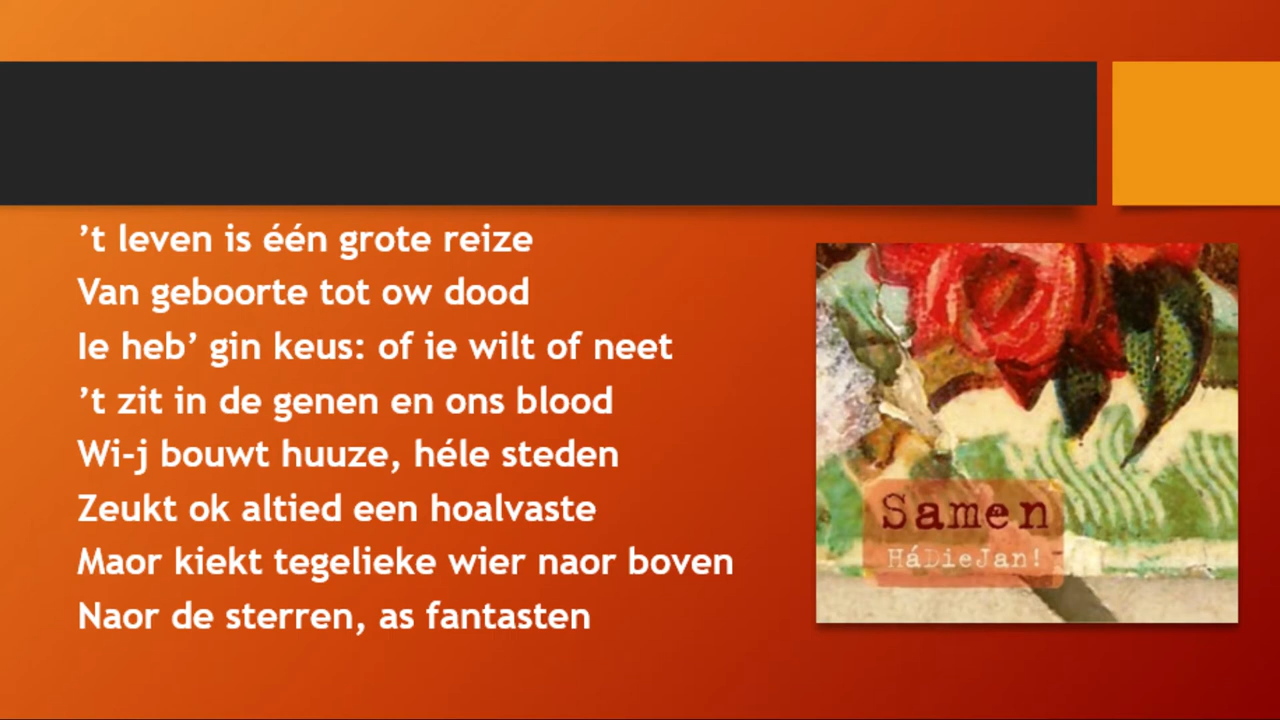 ’t leven is één grote reize
Van geboorte tot ow dood
Ie heb’ gin keus: of ie wilt of neet
’t zit in de genen en ons blood
Wi-j bouwt huuze, héle steden
Zeukt ok altied een hoalvaste
Maor kiekt tegelieke wier naor boven
Naor de sterren, as fantasten
Samen
HáDieJan!